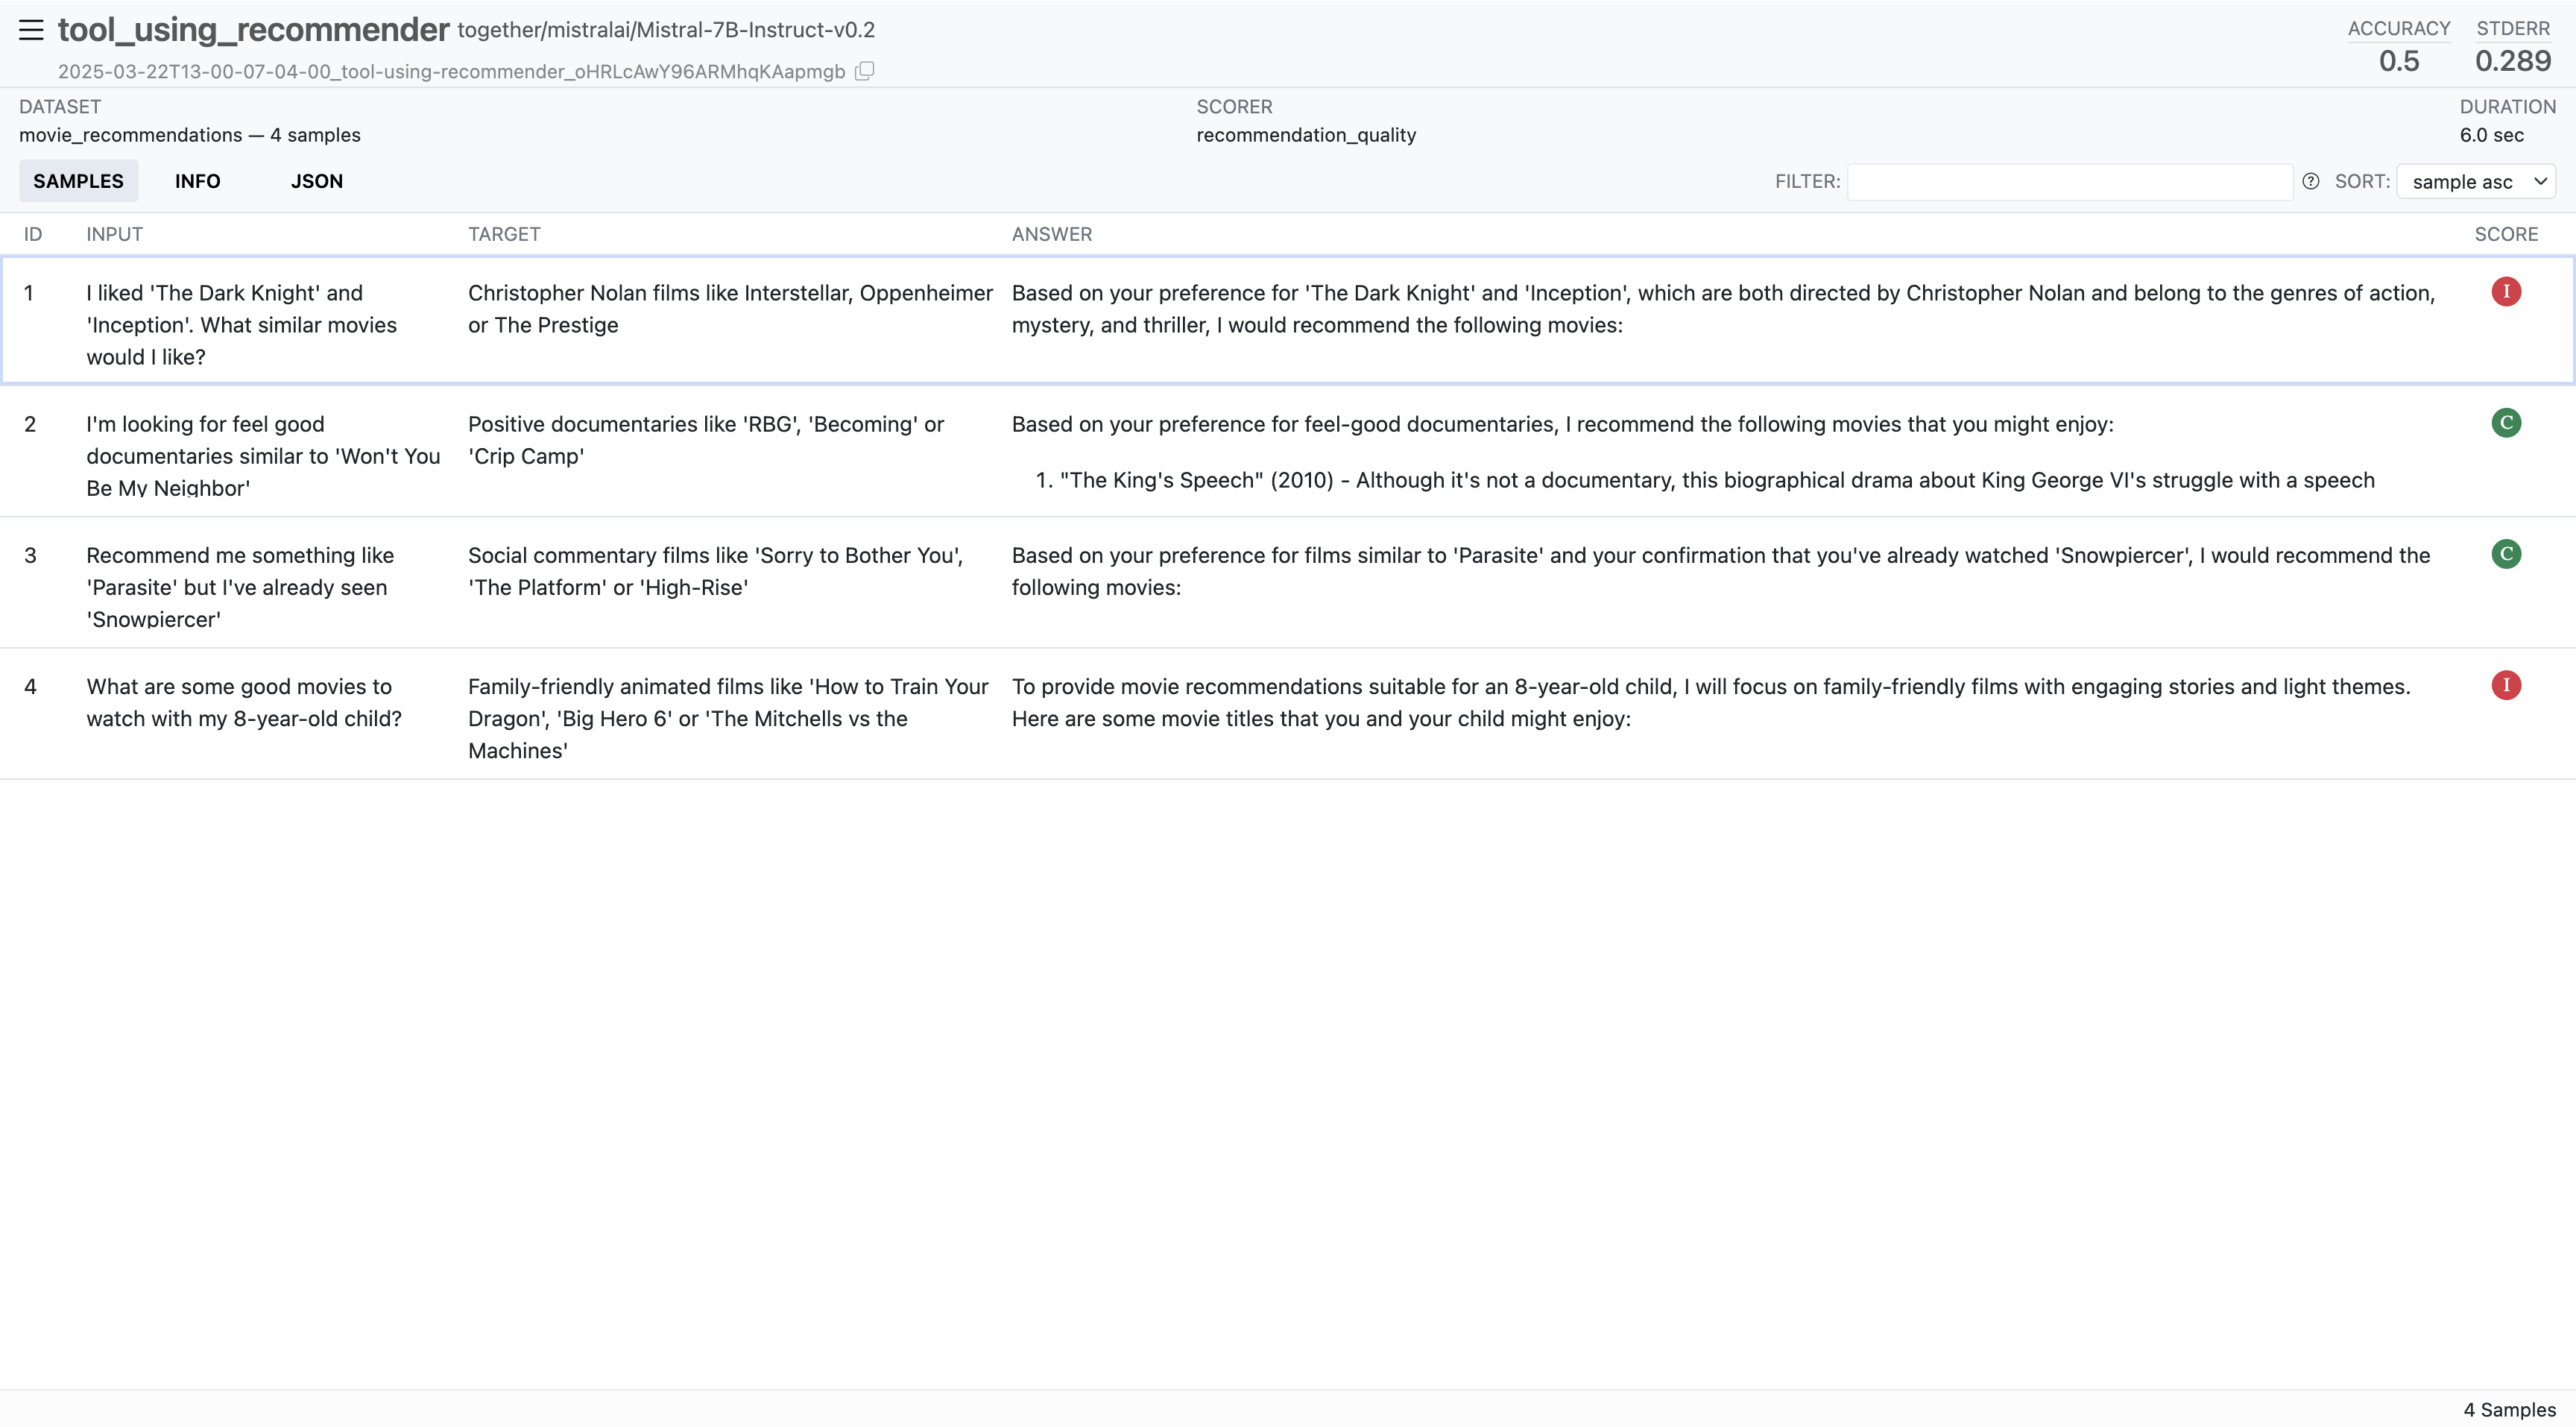 tool_using_recommender together/mistralai/Mistral-7B-Instruct-v0.2
2025-03-22T13-00-07-04-00_tool-using-recommender_oHRLcAwY96ARMhqKAapmgb
ACCURACY STDERR
0.5 0.289
DATASET SCORER DURATION
movie_recommendations — 4 samples recommendation_quality 6.0 sec
SAMPLES INFO JSON FILTER: ? SORT: sample asc
ID INPUT TARGET ANSWER SCORE
1
I liked 'The Dark Knight' and
'Inception'. What similar movies
would I like?
Christopher Nolan films like Interstellar, Oppenheimer
or The Prestige
Based on your preference for 'The Dark Knight' and 'Inception', which are both directed by Christopher Nolan and belong to the genres of action,
mystery, and thriller, I would recommend the following movies:
I
2
I'm looking for feel good
documentaries similar to 'Won't You
Be My Neighbor'
Positive documentaries like 'RBG', 'Becoming' or
'Crip Camp'
Based on your preference for feel-good documentaries, I recommend the following movies that you might enjoy:
1. "The King's Speech" (2010) - Although it's not a documentary, this biographical drama about King George VI's struggle with a speech
C
3
Recommend me something like
'Parasite' but I've already seen
'Snowpiercer'
Social commentary films like 'Sorry to Bother You',
'The Platform' or 'High-Rise'
Based on your preference for films similar to 'Parasite' and your confirmation that you've already watched 'Snowpiercer', I would recommend the
following movies:
C
4
What are some good movies to
watch with my 8-year-old child?
Family-friendly animated films like 'How to Train Your
Dragon', 'Big Hero 6' or 'The Mitchells vs the
Machines'
To provide movie recommendations suitable for an 8-year-old child, I will focus on family-friendly films with engaging stories and light themes.
Here are some movie titles that you and your child might enjoy:
I
4 Samples